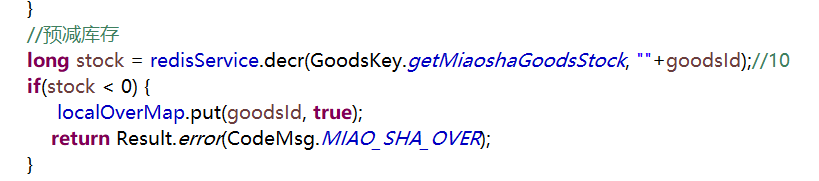 }
//预减库存
long stock = redisService.decr(GoodsKey.getMiaoshaGoodsStock, ""+goodsId);//10
if(stock < 0) {
localOverMap.put(goodsId, true);
return Result.error(CodeMsg.MIAO_SHA_OVER);
}